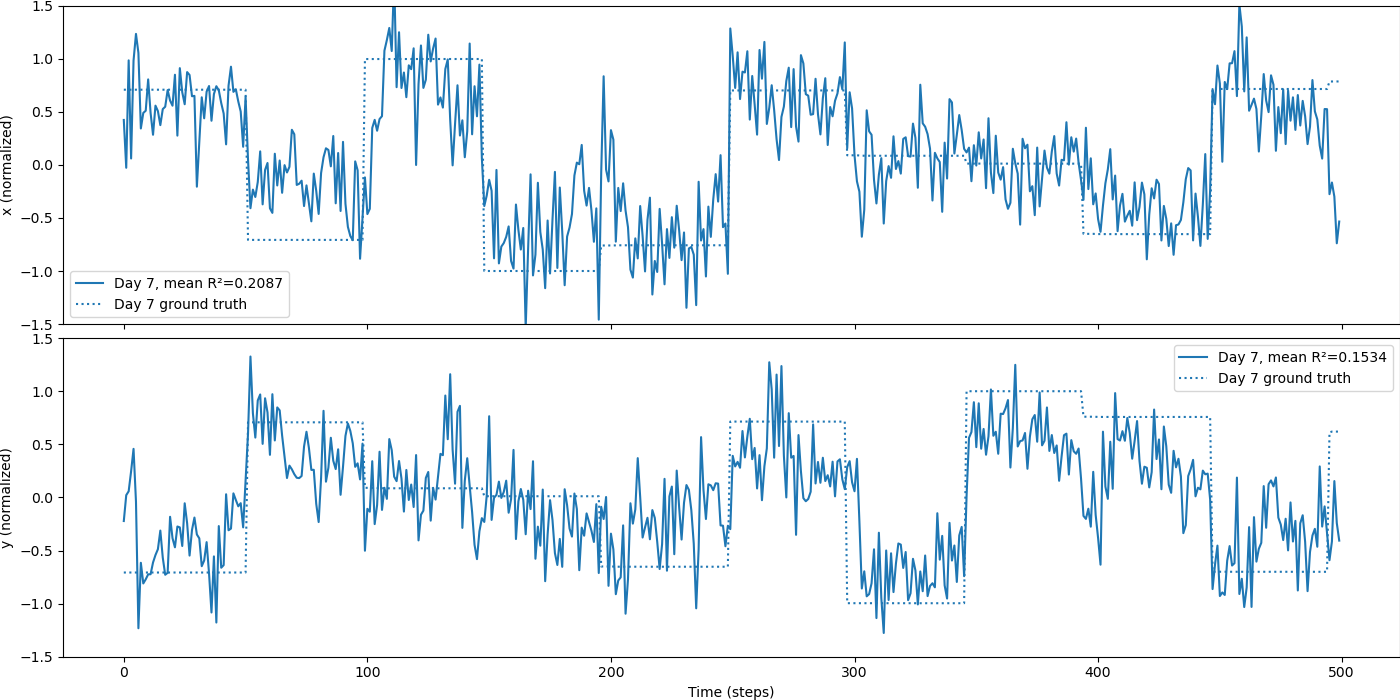 1.5
1.0
0.5
0.0
−0.5
−1.0
−1.5
x (normalized)
Day 7, mean R²=0.2087
Day 7 ground truth
1.5
1.0
0.5
0.0
−0.5
−1.0
−1.5
y (normalized)
Day 7, mean R²=0.1534
Day 7 ground truth
0 100 200 300 400 500
Time (steps)